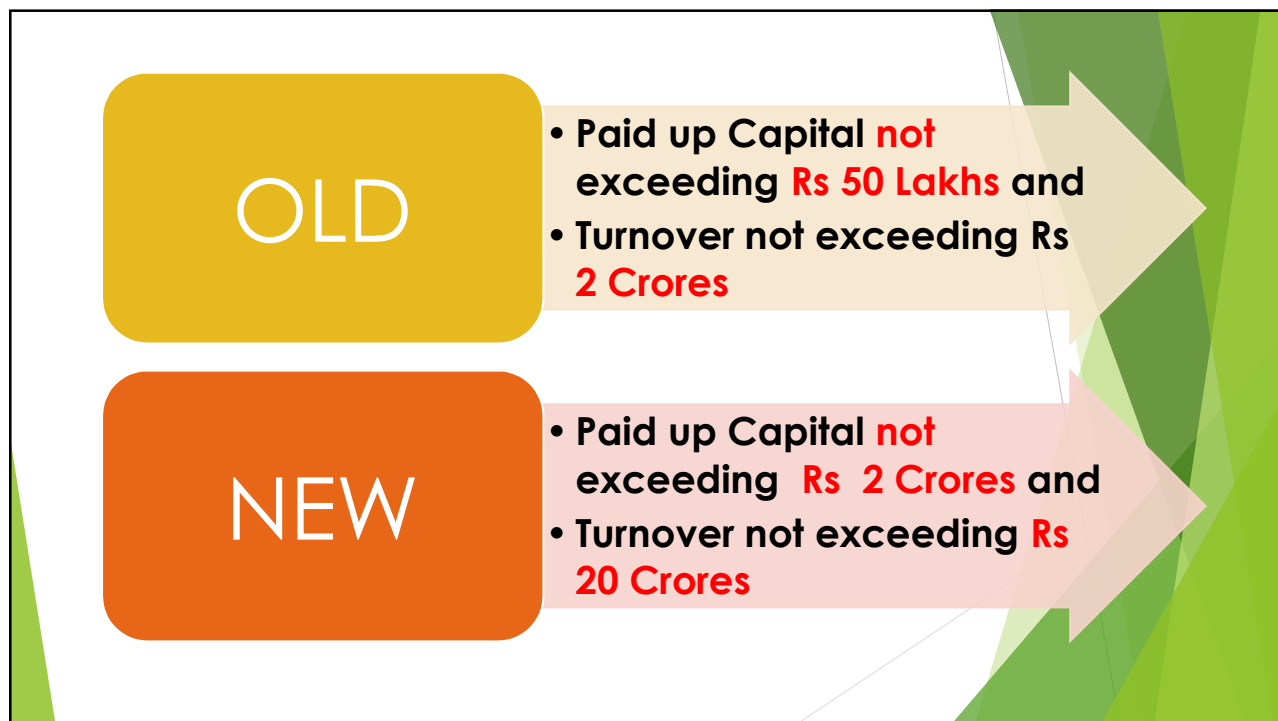 OLD
• Paid up Capital not
exceeding Rs 50 Lakhs and
• Turnover not exceeding Rs
2 Crores
NEW
• Paid up Capital not
exceeding  Rs  2 Crores and
• Turnover not exceeding Rs
20 Crores